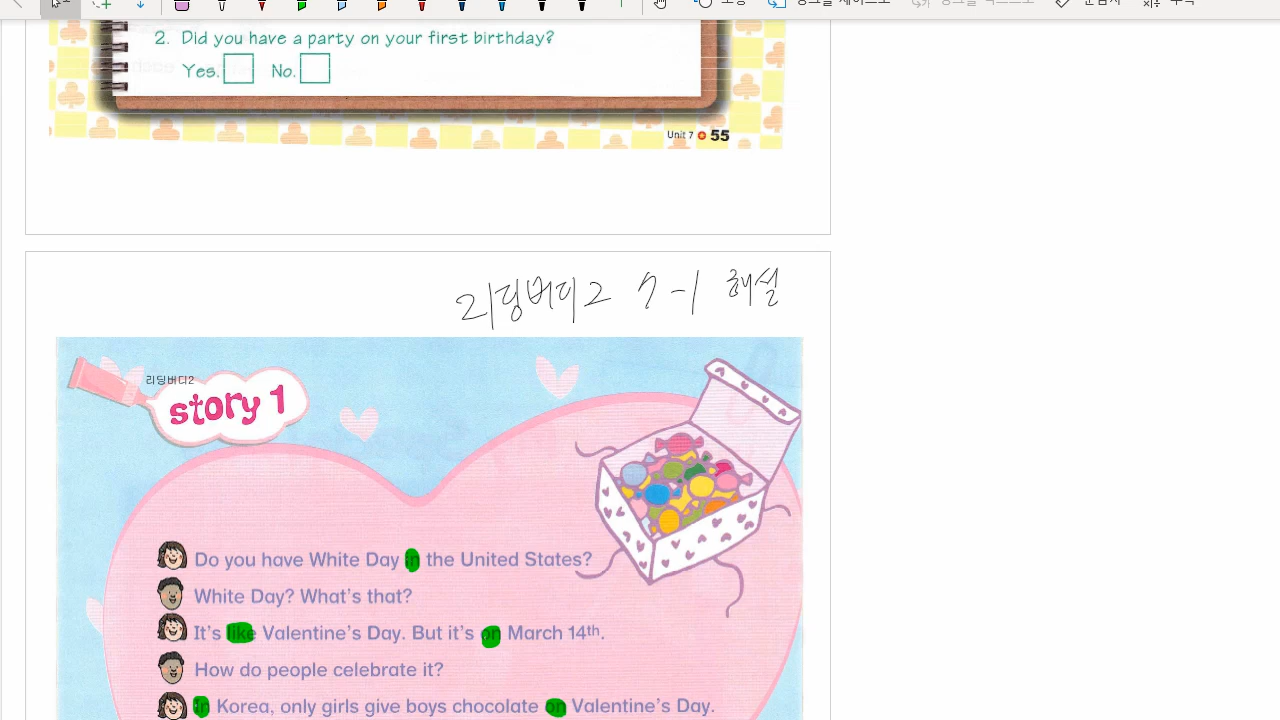 2. Did you have a party on your first birthday?
Yes. No.
Unit 7 55
리딩버디2 7-1 해설
리딩버디2
story 1
Do you have White Day in the United States?
White Day? What's that?
It's like Valentine's Day. But it's on March 14th.
How do people celebrate it?
In Korea, only girls give boys chocolate on Valentine's Day.